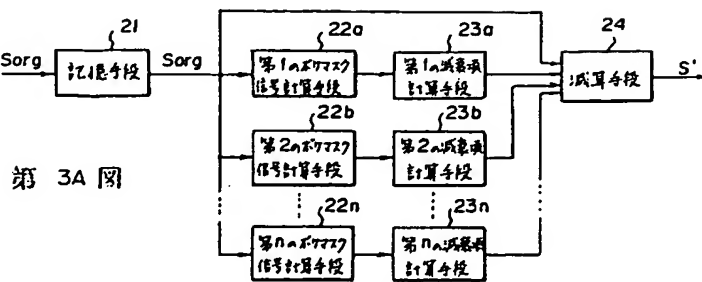 21
22a
23a
24
Sorg
記憶手段
Sorg
第1のボケマスク
信号計算手段
第1の減衰項
計算手段
減算手段
S'
22b
23b
第2のボケマスク
信号計算手段
第2の減衰項
計算手段
第 3A 図
22n
23n
第nのボケマスク
信号計算手段
第nの減衰項
計算手段